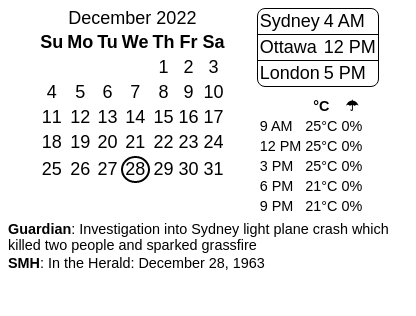 December 2022
Su Mo Tu We Th Fr Sa
1 2 3
4 5 6 7 8 9 10
11 12 13 14 15 16 17
18 19 20 21 22 23 24
25 26 27 28 29 30 31
Sydney 4 AM
Ottawa 12 PM
London 5 PM
°C ☂
9 AM 25°C 0%
12 PM 25°C 0%
3 PM 25°C 0%
6 PM 21°C 0%
9 PM 21°C 0%
Guardian: Investigation into Sydney light plane crash which
killed two people and sparked grassfire
SMH: In the Herald: December 28, 1963